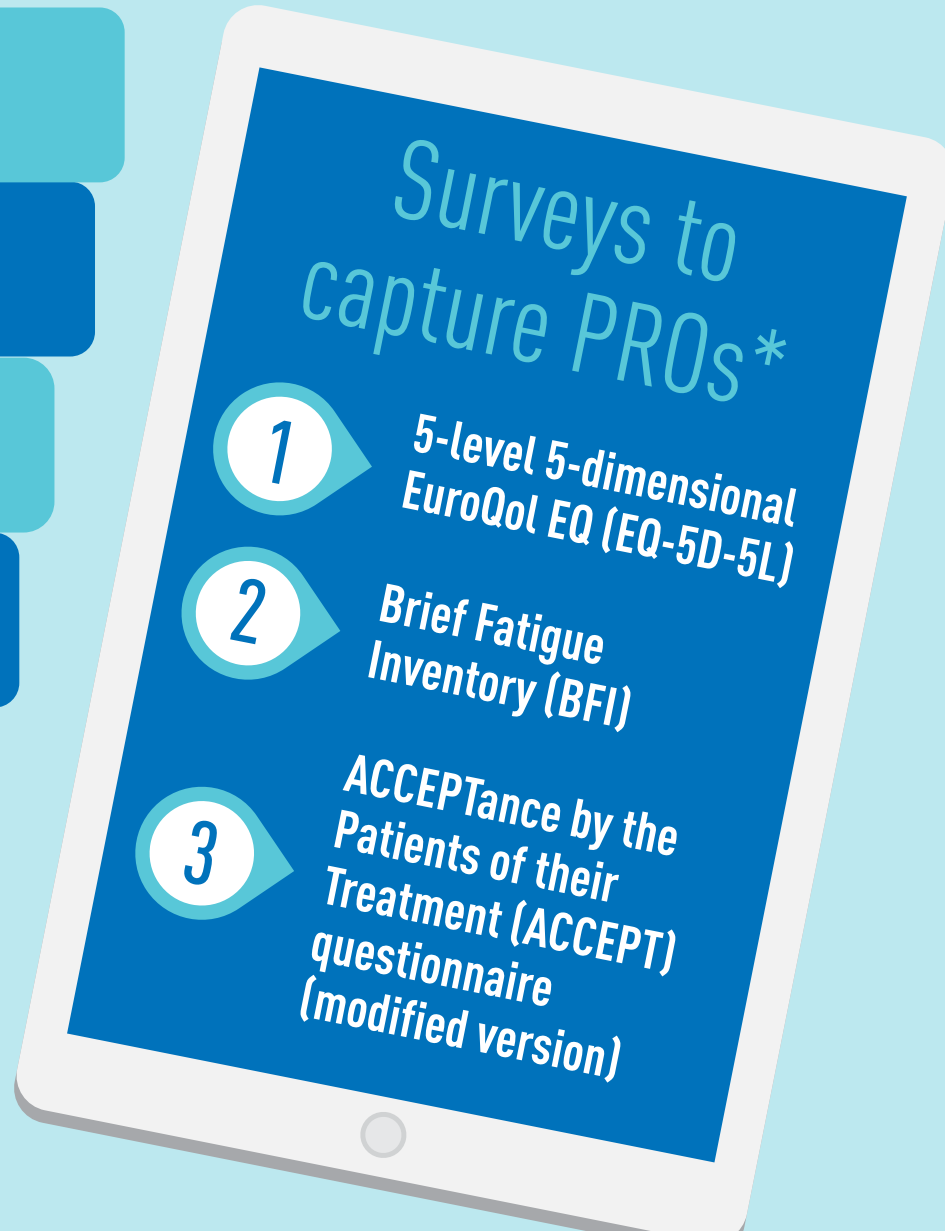 Surveys to
capture PROs*
1
5-level 5-dimensional
EuroQol EQ (EQ-5D-5L)
2
Brief Fatigue
Inventory (BFI)
3
ACCEPTance by the
Patients of their
Treatment (ACCEPT)
questionnaire
(modified version)